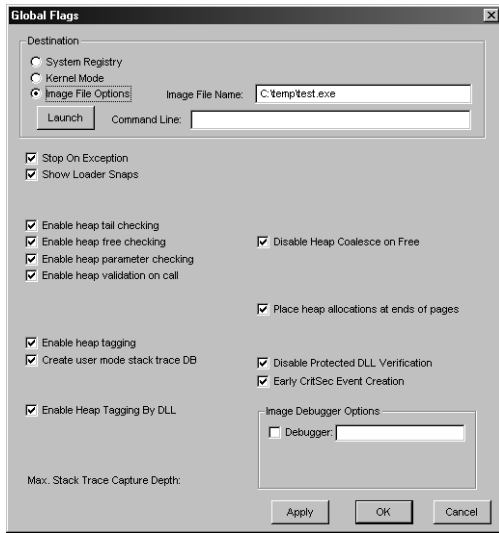 Global Flags
Destination
System Registry
Kernel Mode
Image File Options
Image File Name:
C:\temp\test.exe
Launch
Command Line:
Stop On Exception
Show Loader Snaps
Enable heap tail checking
Enable heap free checking
Disable Heap Coalesce on Free
Enable heap parameter checking
Enable heap validation on call
Place heap allocations at ends of pages
Enable heap tagging
Create user mode stack trace DB
Disable Protected DLL Verification
Early CritSec Event Creation
Enable Heap Tagging By DLL
Image Debugger Options
Debugger:
Max. Stack Trace Capture Depth:
Apply
OK
Cancel